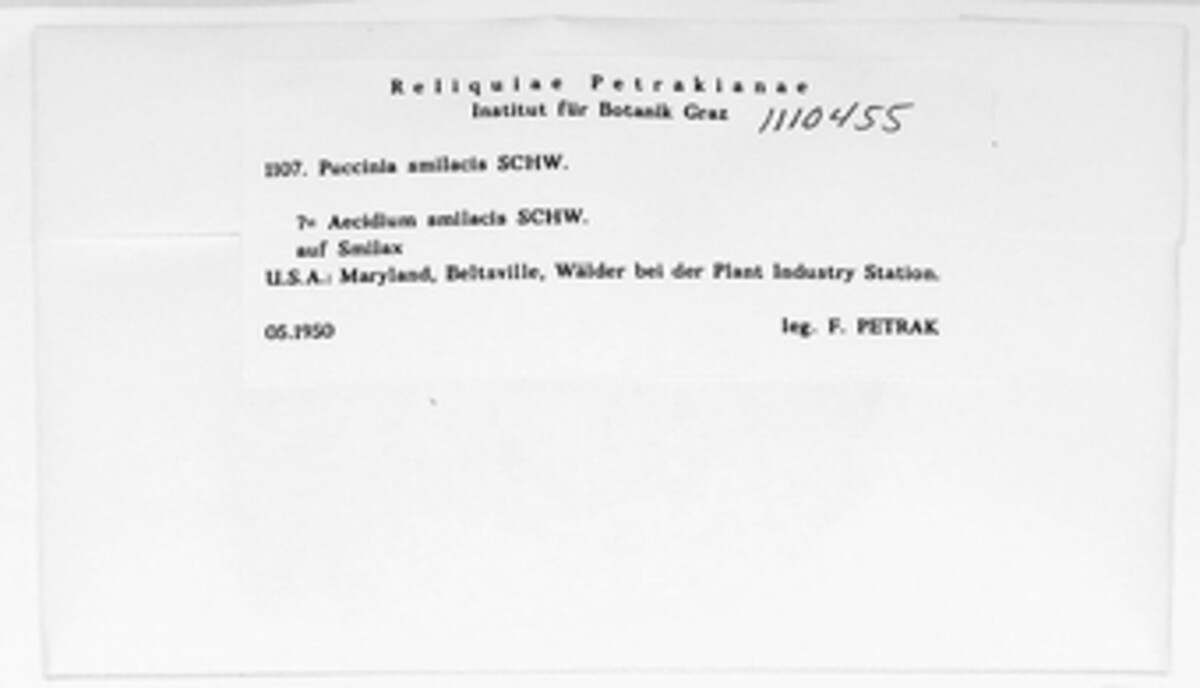 Reliquiae Petrakianae
Institut für Botanik Graz 1110455
1107. Puccinia smilacis SCHW.
?= Aecidium smilacis SCHW.
auf Smilax
U.S.A.: Maryland, Beltsville, Wälder bei der Plant Industry Station.
05.1950 leg. F. PETRAK